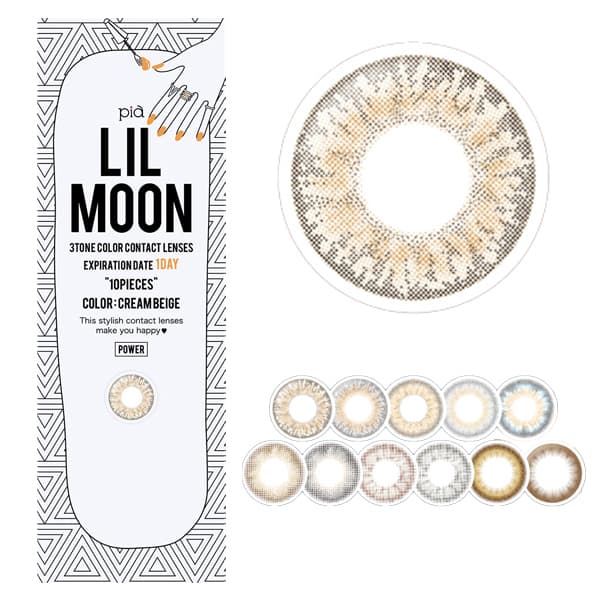 pià
LIL
MOON
3TONE COLOR CONTACT LENSES
EXPIRATION DATE 1DAY
"10PIECES"
COLOR : CREAM BEIGE
This stylish contact lenses
make you happy♥
POWER